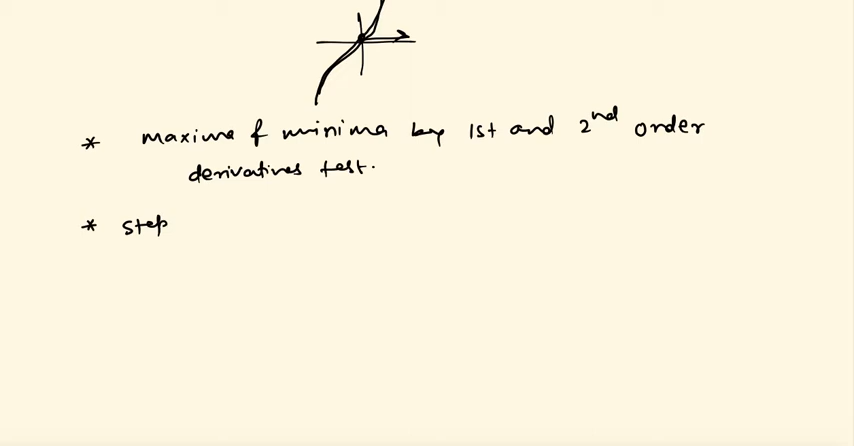 * maxima & minima by 1st and 2nd order
derivatives test.
* step